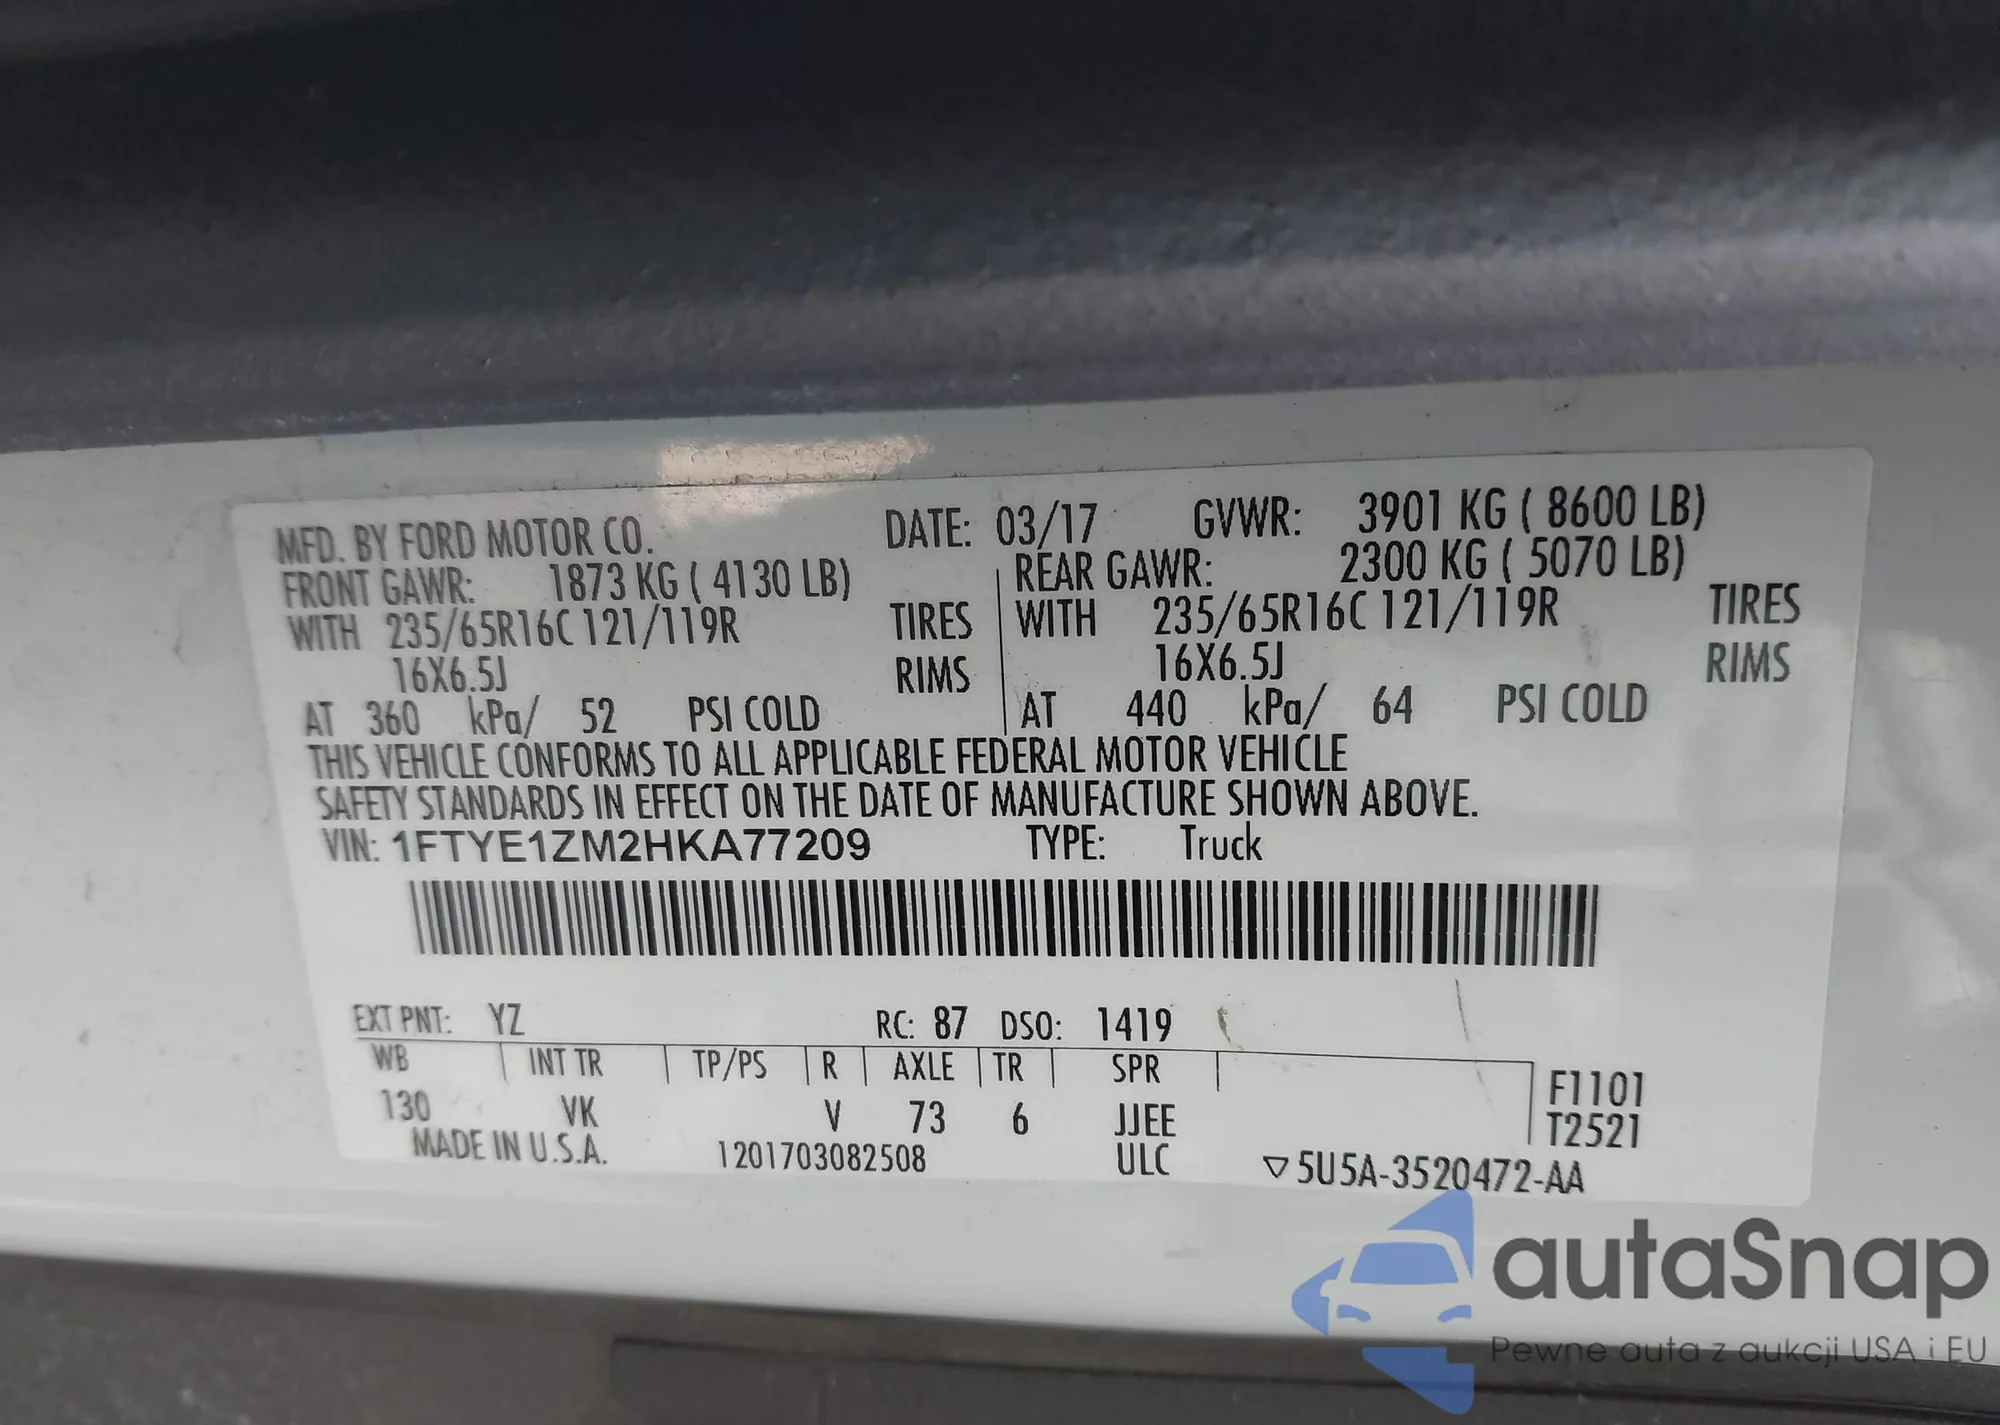 MFD. BY FORD MOTOR CO. DATE: 03/17 GVWR: 3901 KG ( 8600 LB)
FRONT GAWR: 1873 KG ( 4130 LB) REAR GAWR: 2300 KG ( 5070 LB)
WITH 235/65R16C 121/119R TIRES WITH 235/65R16C 121/119R TIRES
16X6.5J RIMS 16X6.5J RIMS
AT 360 kPa/ 52 PSI COLD AT 440 kPa/ 64 PSI COLD
THIS VEHICLE CONFORMS TO ALL APPLICABLE FEDERAL MOTOR VEHICLE
SAFETY STANDARDS IN EFFECT ON THE DATE OF MANUFACTURE SHOWN ABOVE.
VIN: 1FTYE1ZM2HKA77209 TYPE: Truck
EXT PNT: YZ RC: 87 DSO: 1419
WB INT TR TP/PS R AXLE TR SPR F1101
130 VK V 73 6 JJEE T2521
MADE IN U.S.A. 1201703082508 ULC ▽5U5A-3520472-AA
autaSnap
Pewne auta z aukcji USA i EU